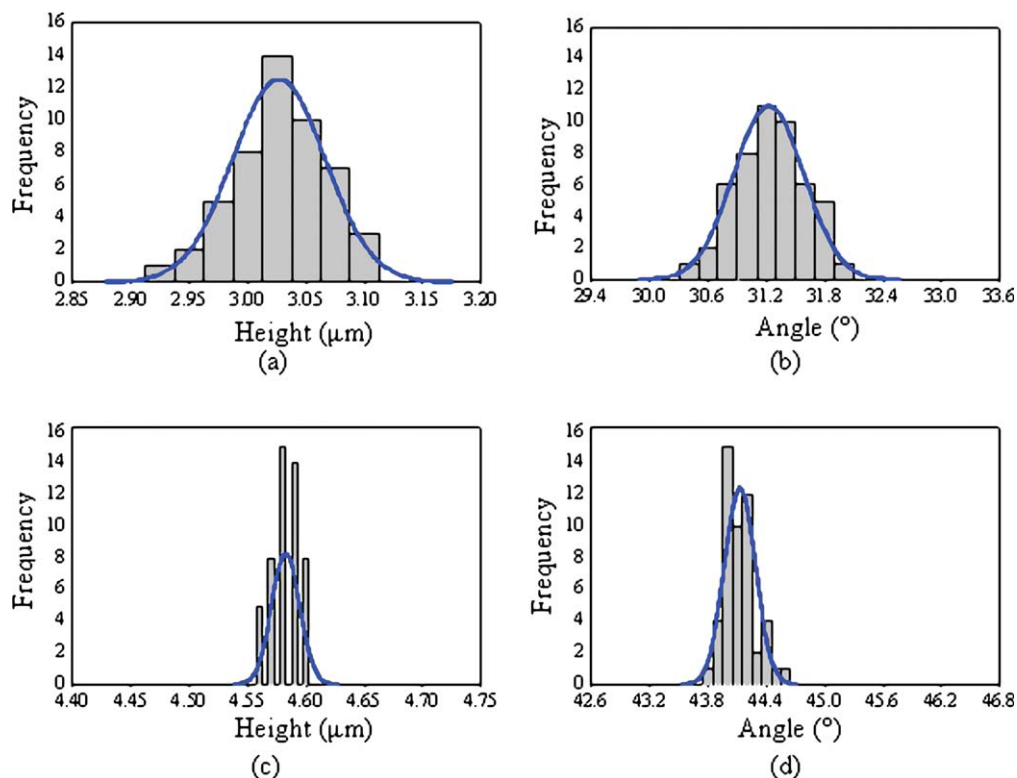 16
14
12
10
8
6
4
2
0
Frequency
2.85 2.90 2.95 3.00 3.05 3.10 3.15 3.20
Height (μm)
(a)
16
14
12
10
8
6
4
2
0
Frequency
29.4 30.0 30.6 31.2 31.8 32.4 33.0 33.6
Angle (°)
(b)
16
14
12
10
8
6
4
2
0
Frequency
4.40 4.45 4.50 4.55 4.60 4.65 4.70 4.75
Height (μm)
(c)
16
14
12
10
8
6
4
2
0
Frequency
42.6 43.2 43.8 44.4 45.0 45.6 46.2 46.8
Angle (°)
(d)